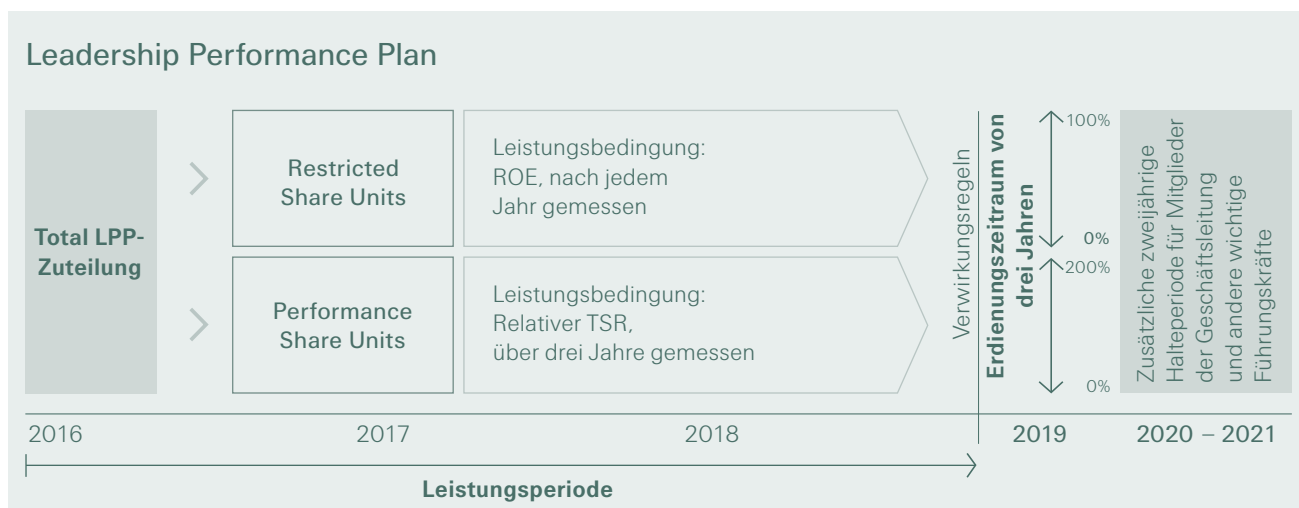 Leadership Performance Plan
Total LPP-
Zuteilung
Restricted
Share Units
Leistungsbedingung:
ROE, nach jedem
Jahr gemessen
Performance
Share Units
Leistungsbedingung:
Relativer TSR,
über drei Jahre gemessen
Verwirkungsregeln
Erdienungszeitraum von
drei Jahren
100%
0%
200%
0%
Zusätzliche zweijährige
Halteperiode für Mitglieder
der Geschäftsleitung
und andere wichtige
Führungskräfte
2016 2017 2018 2019 2020 – 2021
Leistungsperiode